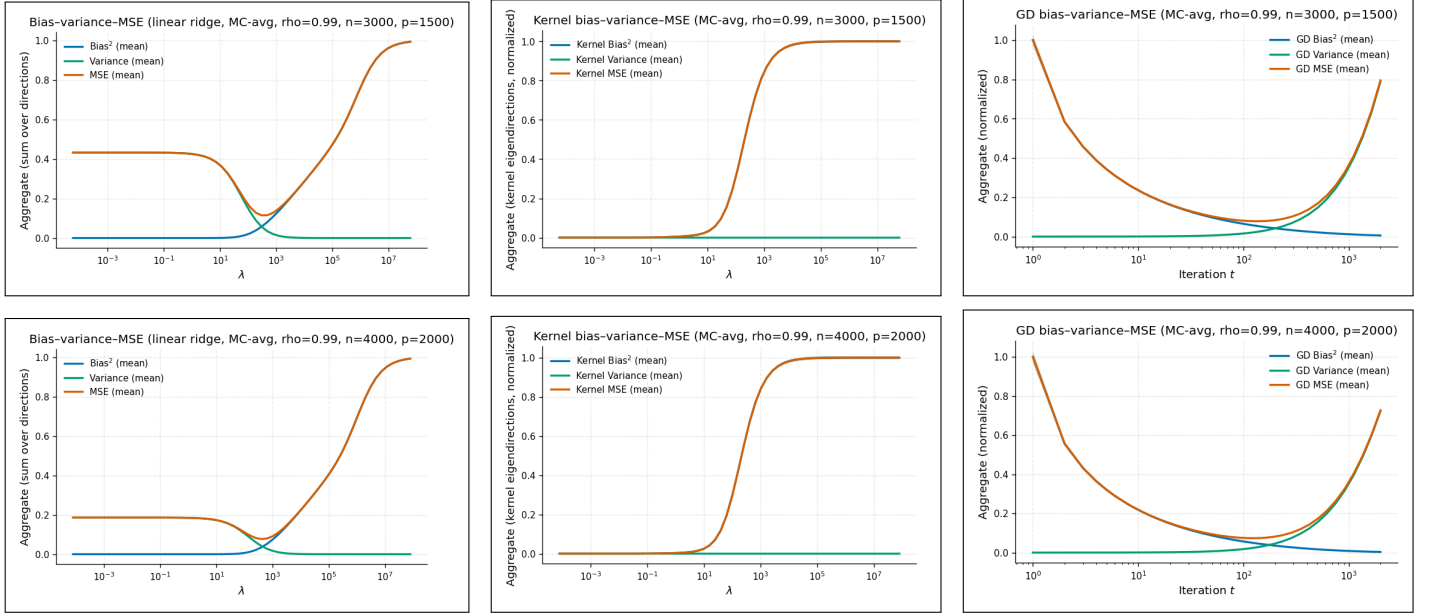 Bias–variance–MSE (linear ridge, MC-avg, rho=0.99, n=3000, p=1500)
Aggregate (sum over directions)
1.0
0.8
0.6
0.4
0.2
0.0
Bias² (mean)
Variance (mean)
MSE (mean)
10⁻³
10⁻¹
10¹
10³
10⁵
10⁷
λ
Kernel bias–variance–MSE (MC-avg, rho=0.99, n=3000, p=1500)
Aggregate (kernel eigendirections, normalized)
1.0
0.8
0.6
0.4
0.2
0.0
Kernel Bias² (mean)
Kernel Variance (mean)
Kernel MSE (mean)
10⁻³
10⁻¹
10¹
10³
10⁵
10⁷
λ
GD bias–variance–MSE (MC-avg, rho=0.99, n=3000, p=1500)
Aggregate (normalized)
1.0
0.8
0.6
0.4
0.2
0.0
GD Bias² (mean)
GD Variance (mean)
GD MSE (mean)
10⁰
10¹
10²
10³
Iteration t
Bias–variance–MSE (linear ridge, MC-avg, rho=0.99, n=4000, p=2000)
Aggregate (sum over directions)
1.0
0.8
0.6
0.4
0.2
0.0
Bias² (mean)
Variance (mean)
MSE (mean)
10⁻³
10⁻¹
10¹
10³
10⁵
10⁷
λ
Kernel bias–variance–MSE (MC-avg, rho=0.99, n=4000, p=2000)
Aggregate (kernel eigendirections, normalized)
1.0
0.8
0.6
0.4
0.2
0.0
Kernel Bias² (mean)
Kernel Variance (mean)
Kernel MSE (mean)
10⁻³
10⁻¹
10¹
10³
10⁵
10⁷
λ
GD bias–variance–MSE (MC-avg, rho=0.99, n=4000, p=2000)
Aggregate (normalized)
1.0
0.8
0.6
0.4
0.2
0.0
GD Bias² (mean)
GD Variance (mean)
GD MSE (mean)
10⁰
10¹
10²
10³
Iteration t